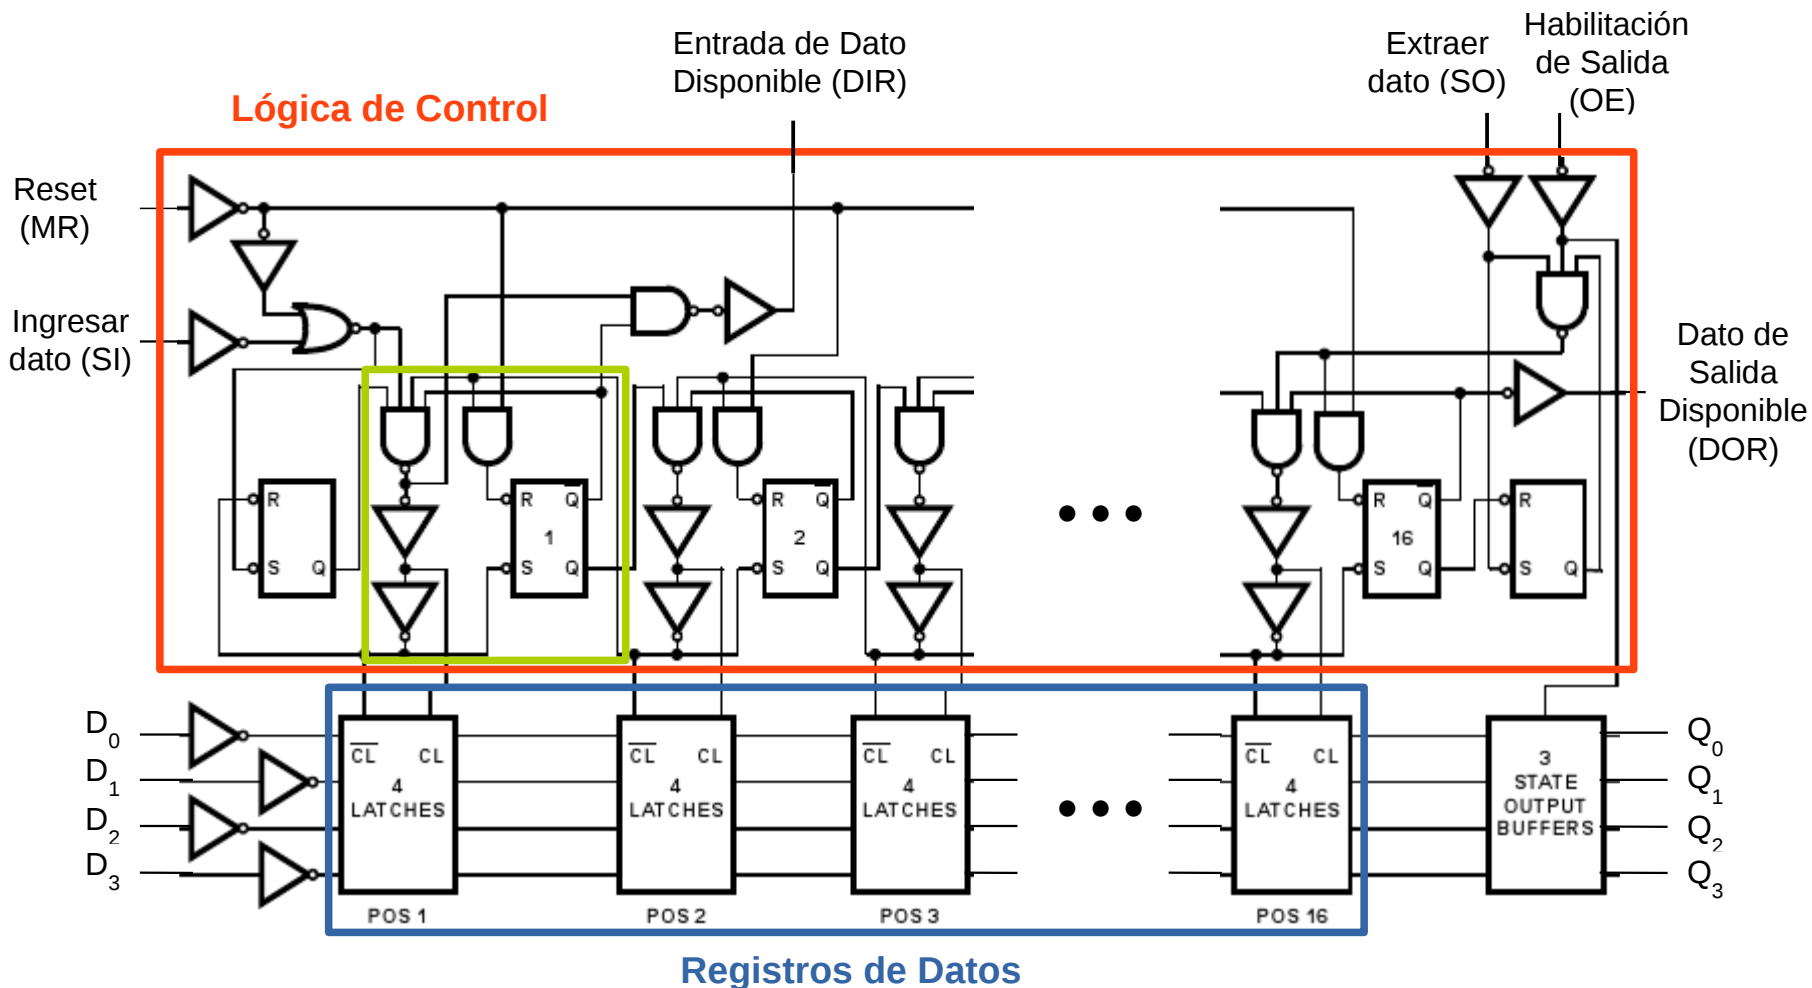 Entrada de Dato
Disponible (DIR)
Extraer
dato (SO)
Habilitación
de Salida
(OE)
Lógica de Control
Reset
(MR)
Ingresar
dato (SI)
Dato de
Salida
Disponible
(DOR)
R
S Q
R Q
1
S Q
R Q
2
S Q
R Q
16
S Q
R
S Q
D0
D1
D2
D3
CL CL
4
LATCHES
POS 1
CL CL
4
LATCHES
POS 2
CL CL
4
LATCHES
POS 3
CL CL
4
LATCHES
POS 16
3
STATE
OUTPUT
BUFFERS
Q0
Q1
Q2
Q3
Registros de Datos